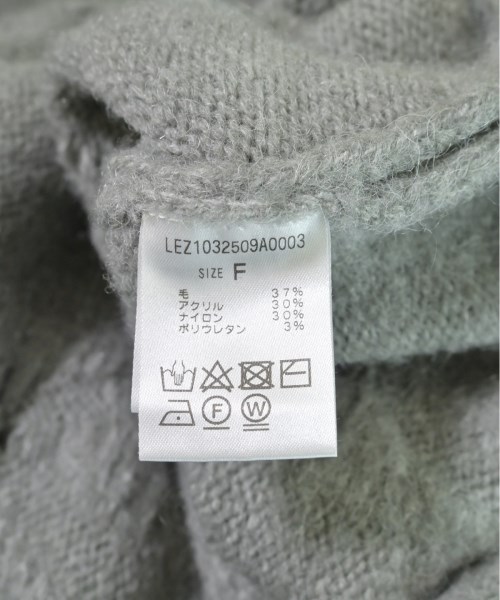 LEZ1032509A0003
SIZE F
毛 37%
アクリル 30%
ナイロン 30%
ポリウレタン 3%
F W